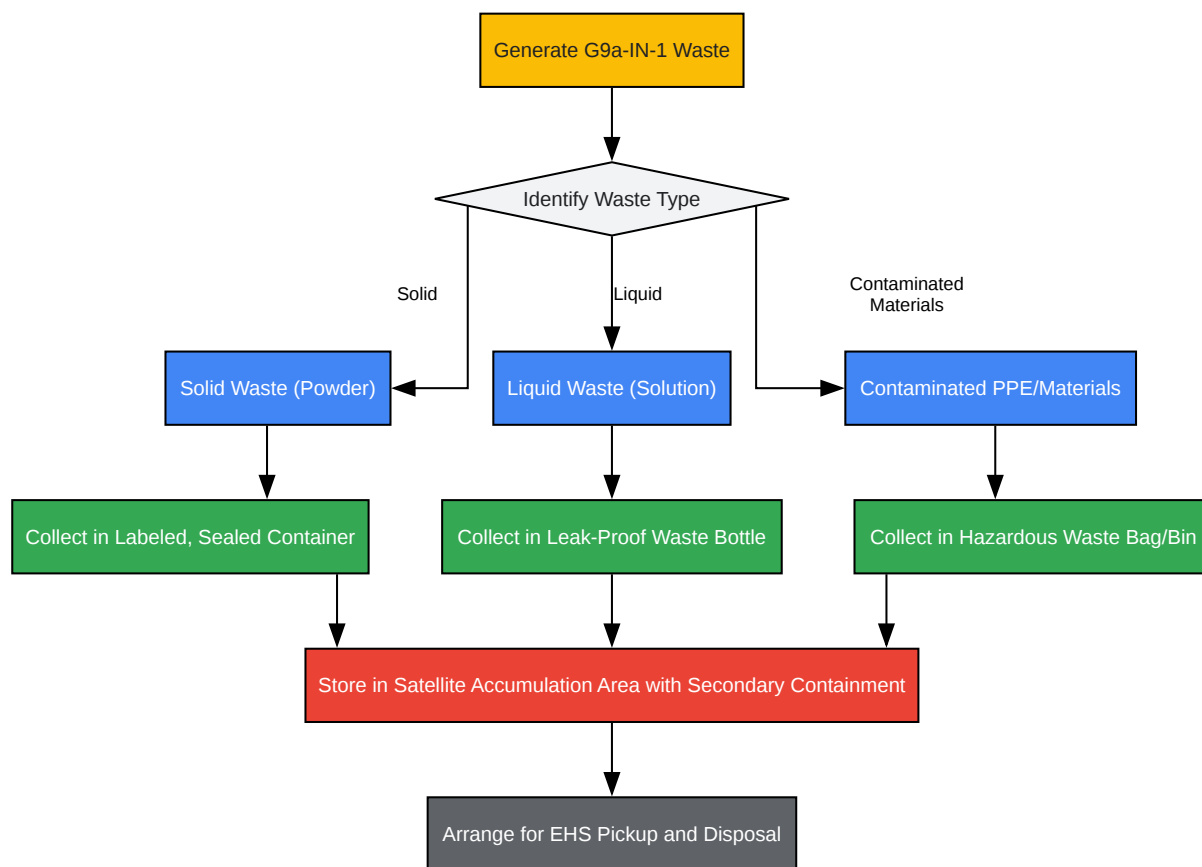 Generate G9a-IN-1 Waste
Identify Waste Type
Solid
Liquid
Contaminated
Materials
Solid Waste (Powder)
Liquid Waste (Solution)
Contaminated PPE/Materials
Collect in Labeled, Sealed Container
Collect in Leak-Proof Waste Bottle
Collect in Hazardous Waste Bag/Bin
Store in Satellite Accumulation Area with Secondary Containment
Arrange for EHS Pickup and Disposal